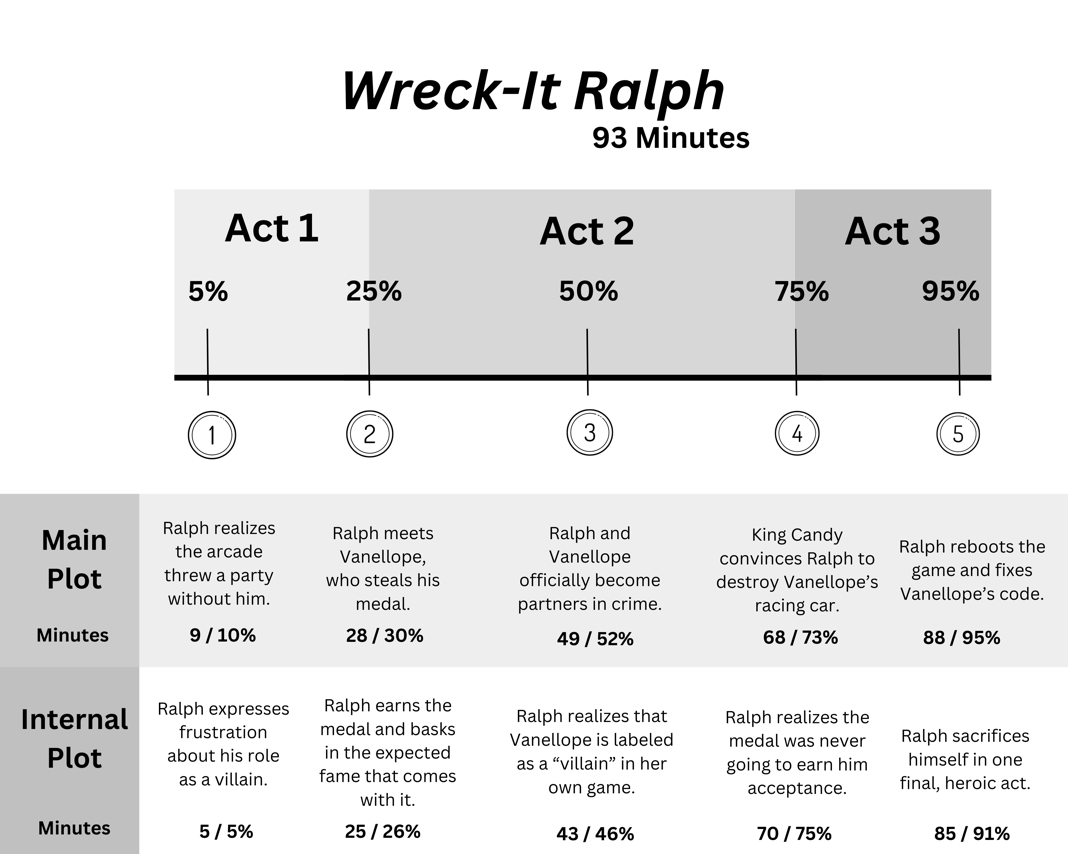 Wreck-It Ralph
93 Minutes
Act 1
Act 2
Act 3
5%
25%
50%
75%
95%
1
2
3
4
5
Main
Plot
Ralph realizes
the arcade
threw a party
without him.
Ralph meets
Vanellope,
who steals his
medal.
Ralph and
Vanellope
officially become
partners in crime.
King Candy
convinces Ralph to
destroy Vanellope’s
racing car.
Ralph reboots the
game and fixes
Vanellope’s code.
Minutes
9 / 10%
28 / 30%
49 / 52%
68 / 73%
88 / 95%
Internal
Plot
Ralph expresses
frustration
about his role
as a villain.
Ralph earns the
medal and basks
in the expected
fame that comes
with it.
Ralph realizes that
Vanellope is labeled
as a “villain” in her
own game.
Ralph realizes the
medal was never
going to earn him
acceptance.
Ralph sacrifices
himself in one
final, heroic act.
Minutes
5 / 5%
25 / 26%
43 / 46%
70 / 75%
85 / 91%